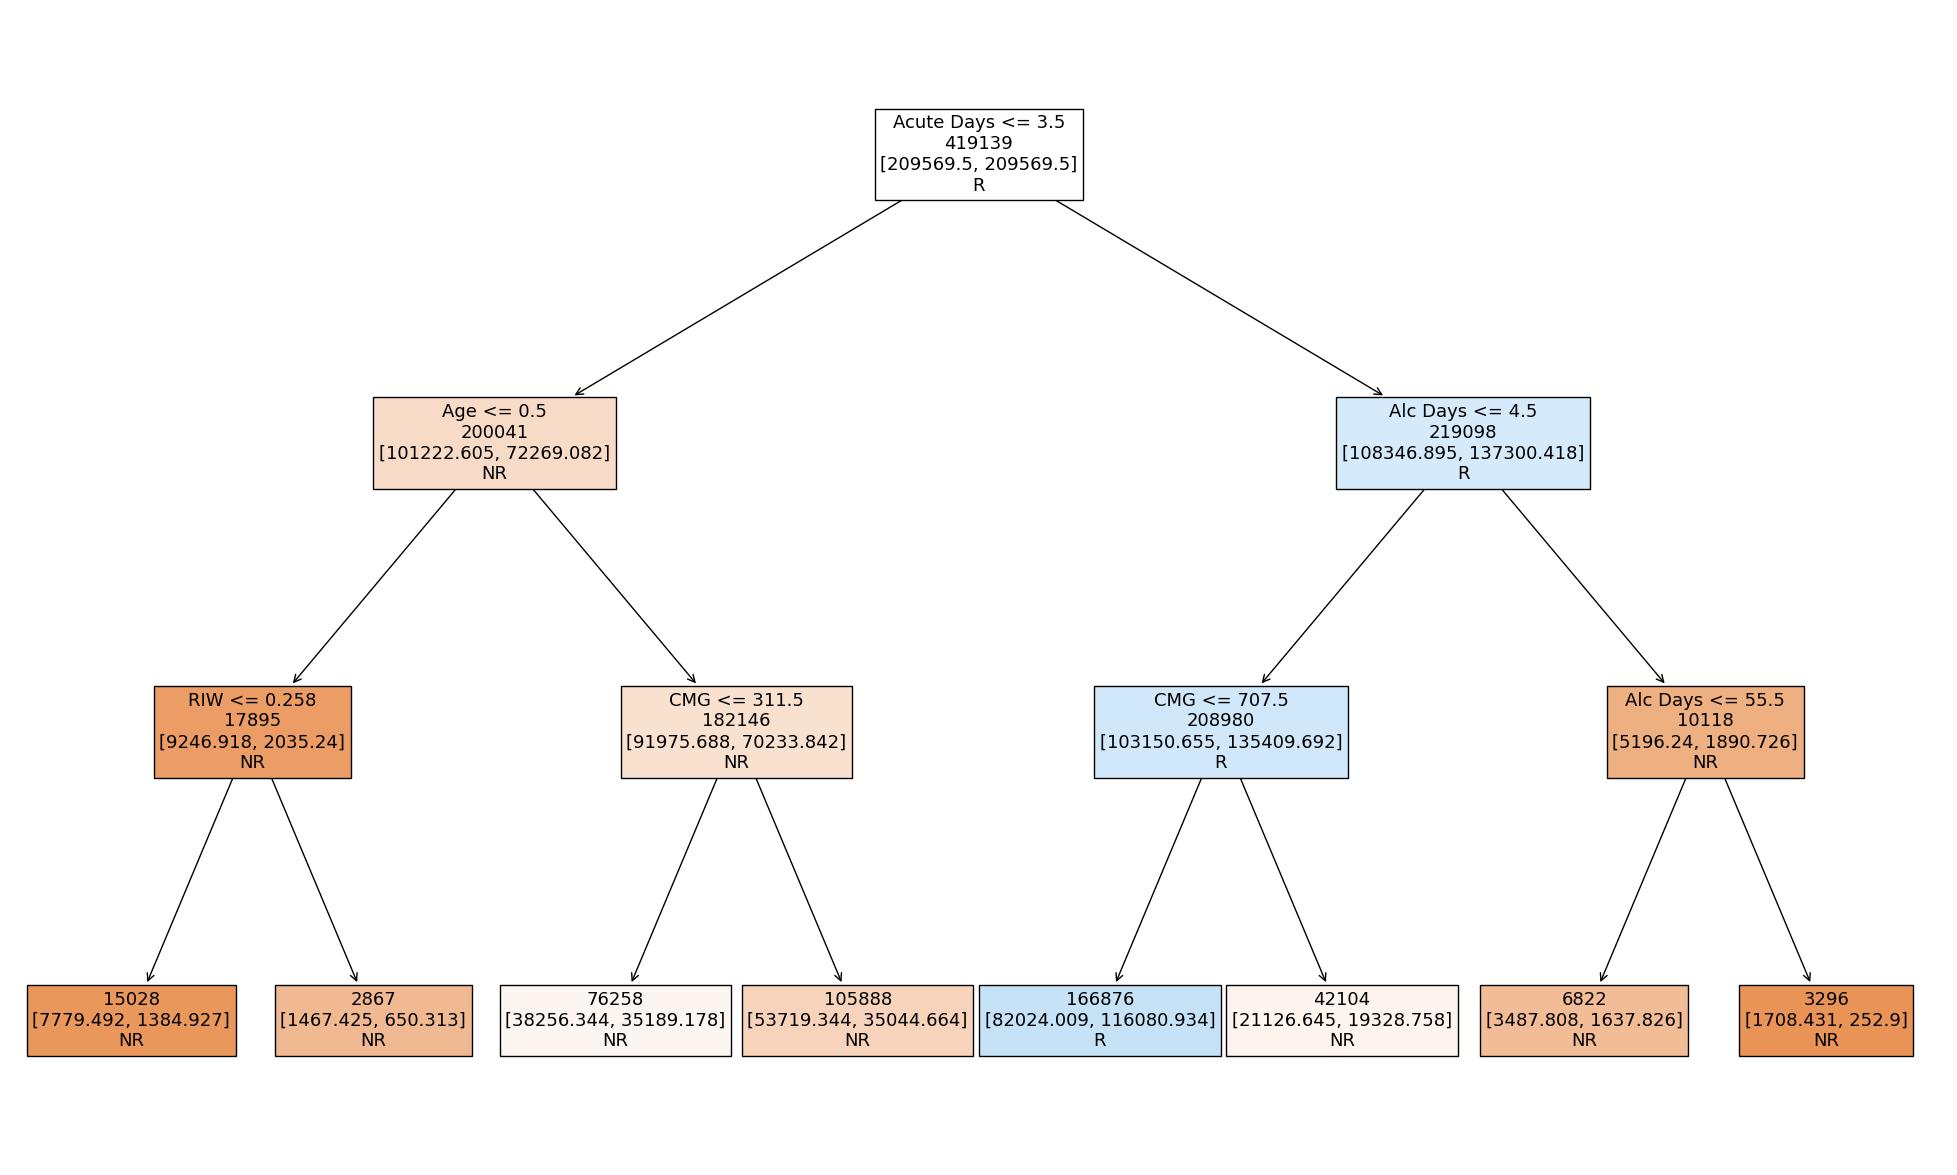 Acute Days <= 3.5
419139
[209569.5, 209569.5]
R
Age <= 0.5
200041
[101222.605, 72269.082]
NR
Alc Days <= 4.5
219098
[108346.895, 137300.418]
R
RIW <= 0.258
17895
[9246.918, 2035.24]
NR
CMG <= 311.5
182146
[91975.688, 70233.842]
NR
CMG <= 707.5
208980
[103150.655, 135409.692]
R
Alc Days <= 55.5
10118
[5196.24, 1890.726]
NR
15028
[7779.492, 1384.927]
NR
2867
[1467.425, 650.313]
NR
76258
[38256.344, 35189.178]
NR
105888
[53719.344, 35044.664]
NR
166876
[82024.009, 116080.934]
R
42104
[21126.645, 19328.758]
NR
6822
[3487.808, 1637.826]
NR
3296
[1708.431, 252.9]
NR